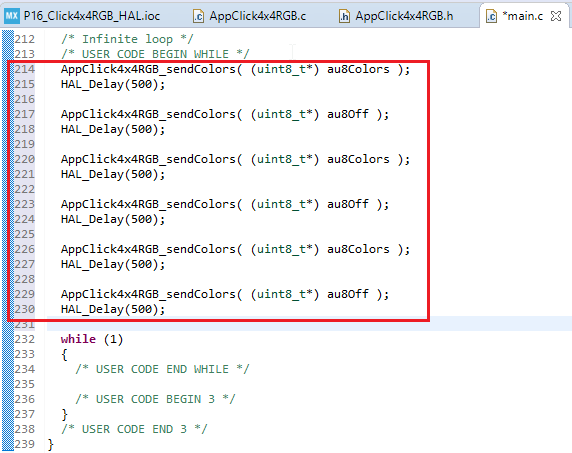 MX P16_Click4x4RGB_HAL.ioc .c AppClick4x4RGB.c .h AppClick4x4RGB.h .c *main.c
212 /* Infinite loop */
213 /* USER CODE BEGIN WHILE */
214 AppClick4x4RGB_sendColors( (uint8_t*) au8Colors );
215 HAL_Delay(500);
216
217 AppClick4x4RGB_sendColors( (uint8_t*) au8Off );
218 HAL_Delay(500);
219
220 AppClick4x4RGB_sendColors( (uint8_t*) au8Colors );
221 HAL_Delay(500);
222
223 AppClick4x4RGB_sendColors( (uint8_t*) au8Off );
224 HAL_Delay(500);
225
226 AppClick4x4RGB_sendColors( (uint8_t*) au8Colors );
227 HAL_Delay(500);
228
229 AppClick4x4RGB_sendColors( (uint8_t*) au8Off );
230 HAL_Delay(500);
231
232 while (1)
233 {
234 /* USER CODE END WHILE */
235
236 /* USER CODE BEGIN 3 */
237 }
238 /* USER CODE END 3 */
239 }